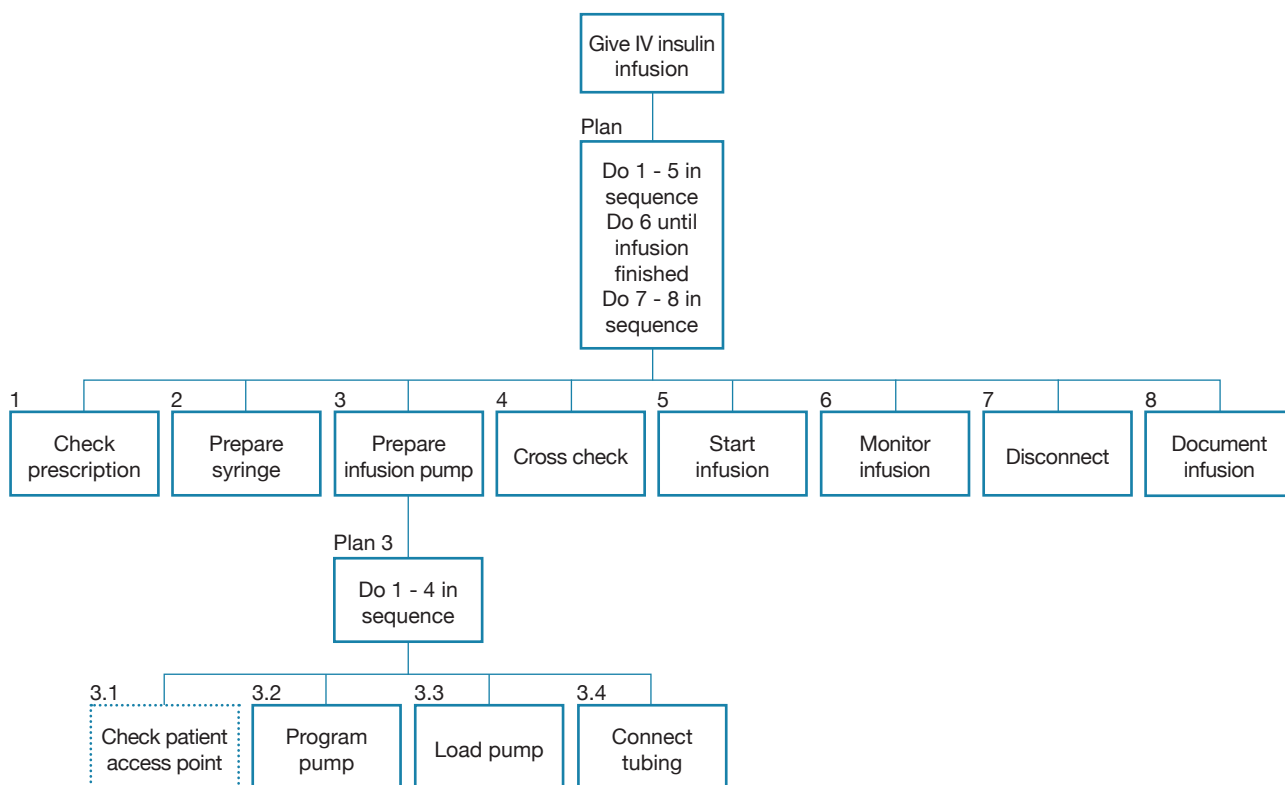 Give IV insulin
infusion
Plan
Do 1 - 5 in
sequence
Do 6 until
infusion
finished
Do 7 - 8 in
sequence
1
Check
prescription
2
Prepare
syringe
3
Prepare
infusion pump
4
Cross check
5
Start
infusion
6
Monitor
infusion
7
Disconnect
8
Document
infusion
Plan 3
Do 1 - 4 in
sequence
3.1
Check patient
access point
3.2
Program
pump
3.3
Load pump
3.4
Connect
tubing